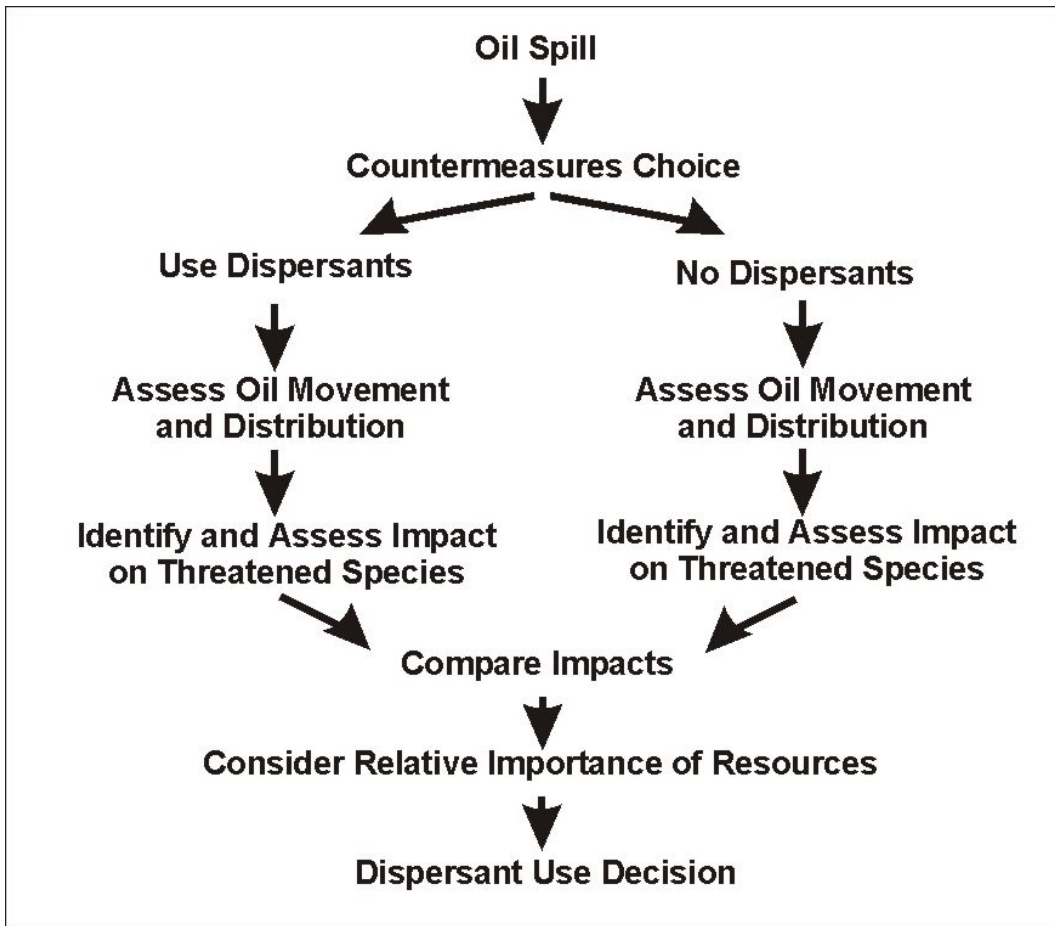 Oil Spill
Countermeasures Choice
Use Dispersants
No Dispersants
Assess Oil Movement
and Distribution
Assess Oil Movement
and Distribution
Identify and Assess Impact
on Threatened Species
Identify and Assess Impact
on Threatened Species
Compare Impacts
Consider Relative Importance of Resources
Dispersant Use Decision